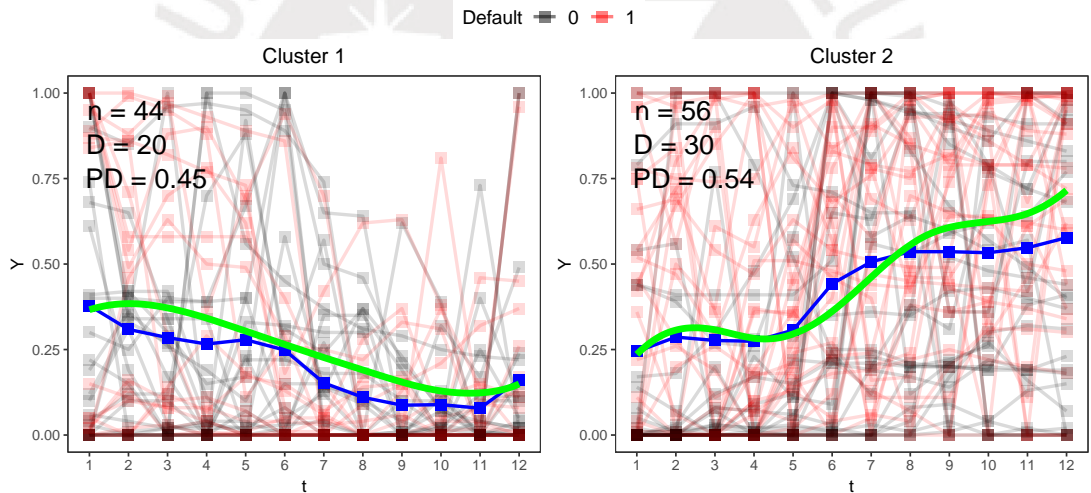 Default 0 1
Cluster 1
Y
1.00
0.75
0.50
0.25
0.00
n = 44
D = 20
PD = 0.45
1 2 3 4 5 6 7 8 9 10 11 12
t
Cluster 2
Y
1.00
0.75
0.50
0.25
0.00
n = 56
D = 30
PD = 0.54
1 2 3 4 5 6 7 8 9 10 11 12
t